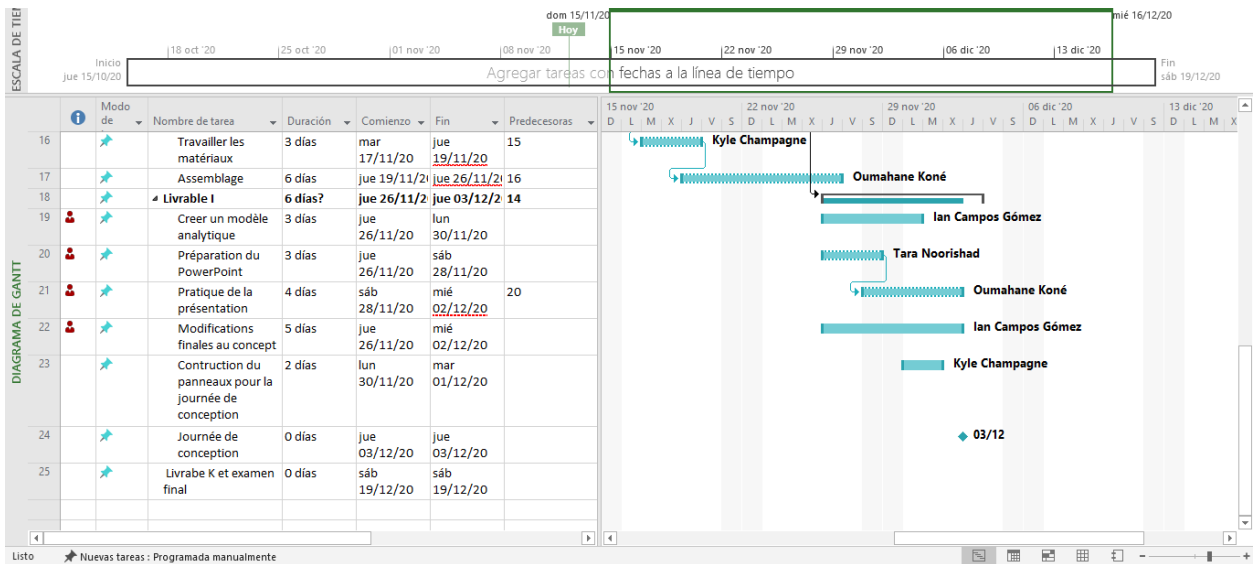 ESCALA DE TIEM
dom 15/11/20
mié 16/12/20
Hoy
18 oct '20
25 oct '20
01 nov '20
08 nov '20
15 nov '20
22 nov '20
29 nov '20
06 dic '20
13 dic '20
Inicio
jue 15/10/20
Agregar tareas con fechas a la línea de tiempo
Fin
sáb 19/12/20
DIAGRAMA DE GANTT
Modo de
Nombre de tarea
Duración
Comienzo
Fin
Predecesoras
15 nov '20
22 nov '20
29 nov '20
06 dic '20
13 dic '20
D L M X J V S D L M X J V S D L M X J V S D L M X J V S D L M X
16 Travailler les matériaux 3 días mar 17/11/20 jue 19/11/20 15 Kyle Champagne
17 Assemblage 6 días jue 19/11/20 jue 26/11/20 16 Oumahane Koné
18 Livrable I 6 días? jue 26/11/2 jue 03/12/2 14
19 Creer un modèle analytique 3 días jue 26/11/20 lun 30/11/20 Ian Campos Gómez
20 Préparation du PowerPoint 3 días jue 26/11/20 sáb 28/11/20 Tara Noorishad
21 Pratique de la présentation 4 días sáb 28/11/20 mié 02/12/20 20 Oumahane Koné
22 Modifications finales au concept 5 días jue 26/11/20 mié 02/12/20 Ian Campos Gómez
23 Contruction du panneaux pour la journée de conception 2 días lun 30/11/20 mar 01/12/20 Kyle Champagne
24 Journée de conception 0 días jue 03/12/20 jue 03/12/20 03/12
25 Livrabe K et examen final 0 días sáb 19/12/20 sáb 19/12/20
Listo
Nuevas tareas : Programada manualmente